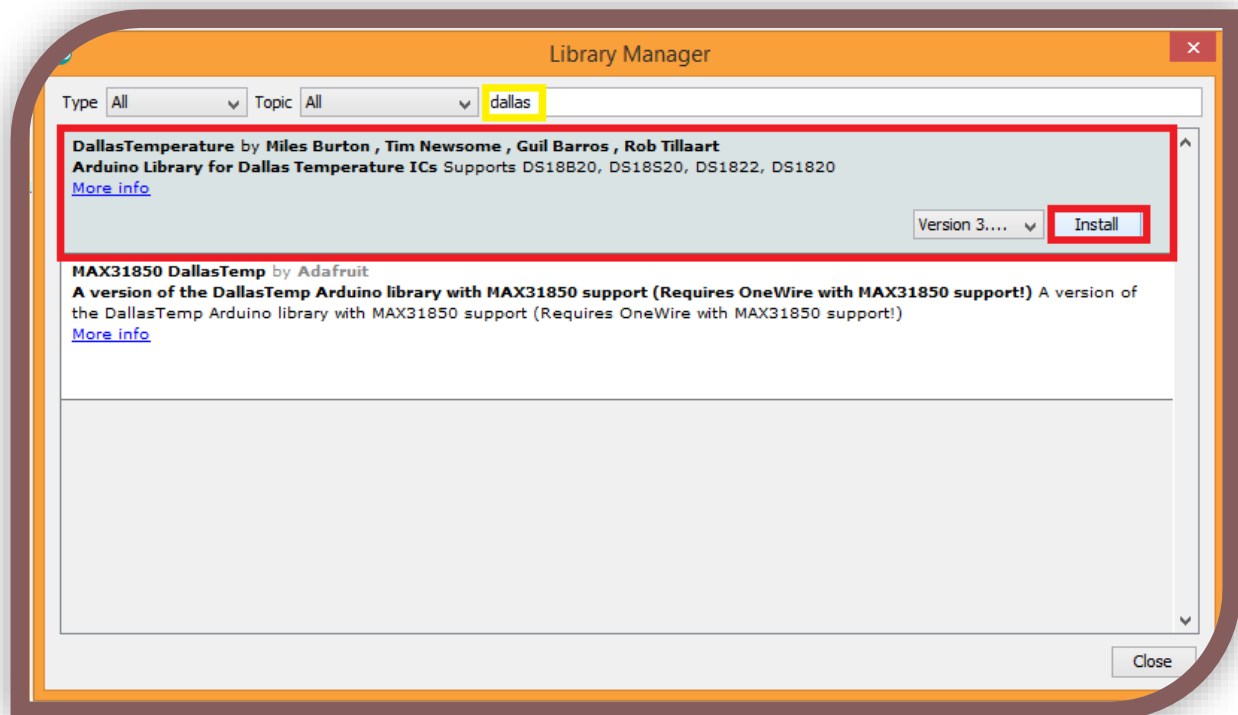 Library Manager
Type All Topic All dallas
DallasTemperature by Miles Burton , Tim Newsome , Guil Barros , Rob Tillaart
Arduino Library for Dallas Temperature ICs Supports DS18B20, DS18S20, DS1822, DS1820
More info
Version 3.... Install
MAX31850 DallasTemp by Adafruit
A version of the DallasTemp Arduino library with MAX31850 support (Requires OneWire with MAX31850 support!) A version of
the DallasTemp Arduino library with MAX31850 support (Requires OneWire with MAX31850 support!)
More info
Close